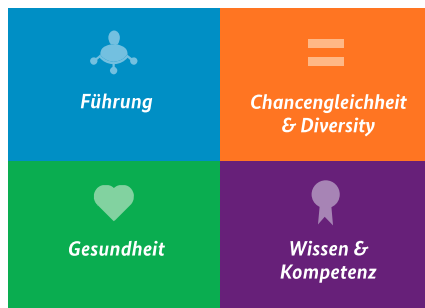 Führung
Chancengleichheit
& Diversity
Gesundheit
Wissen &
Kompetenz